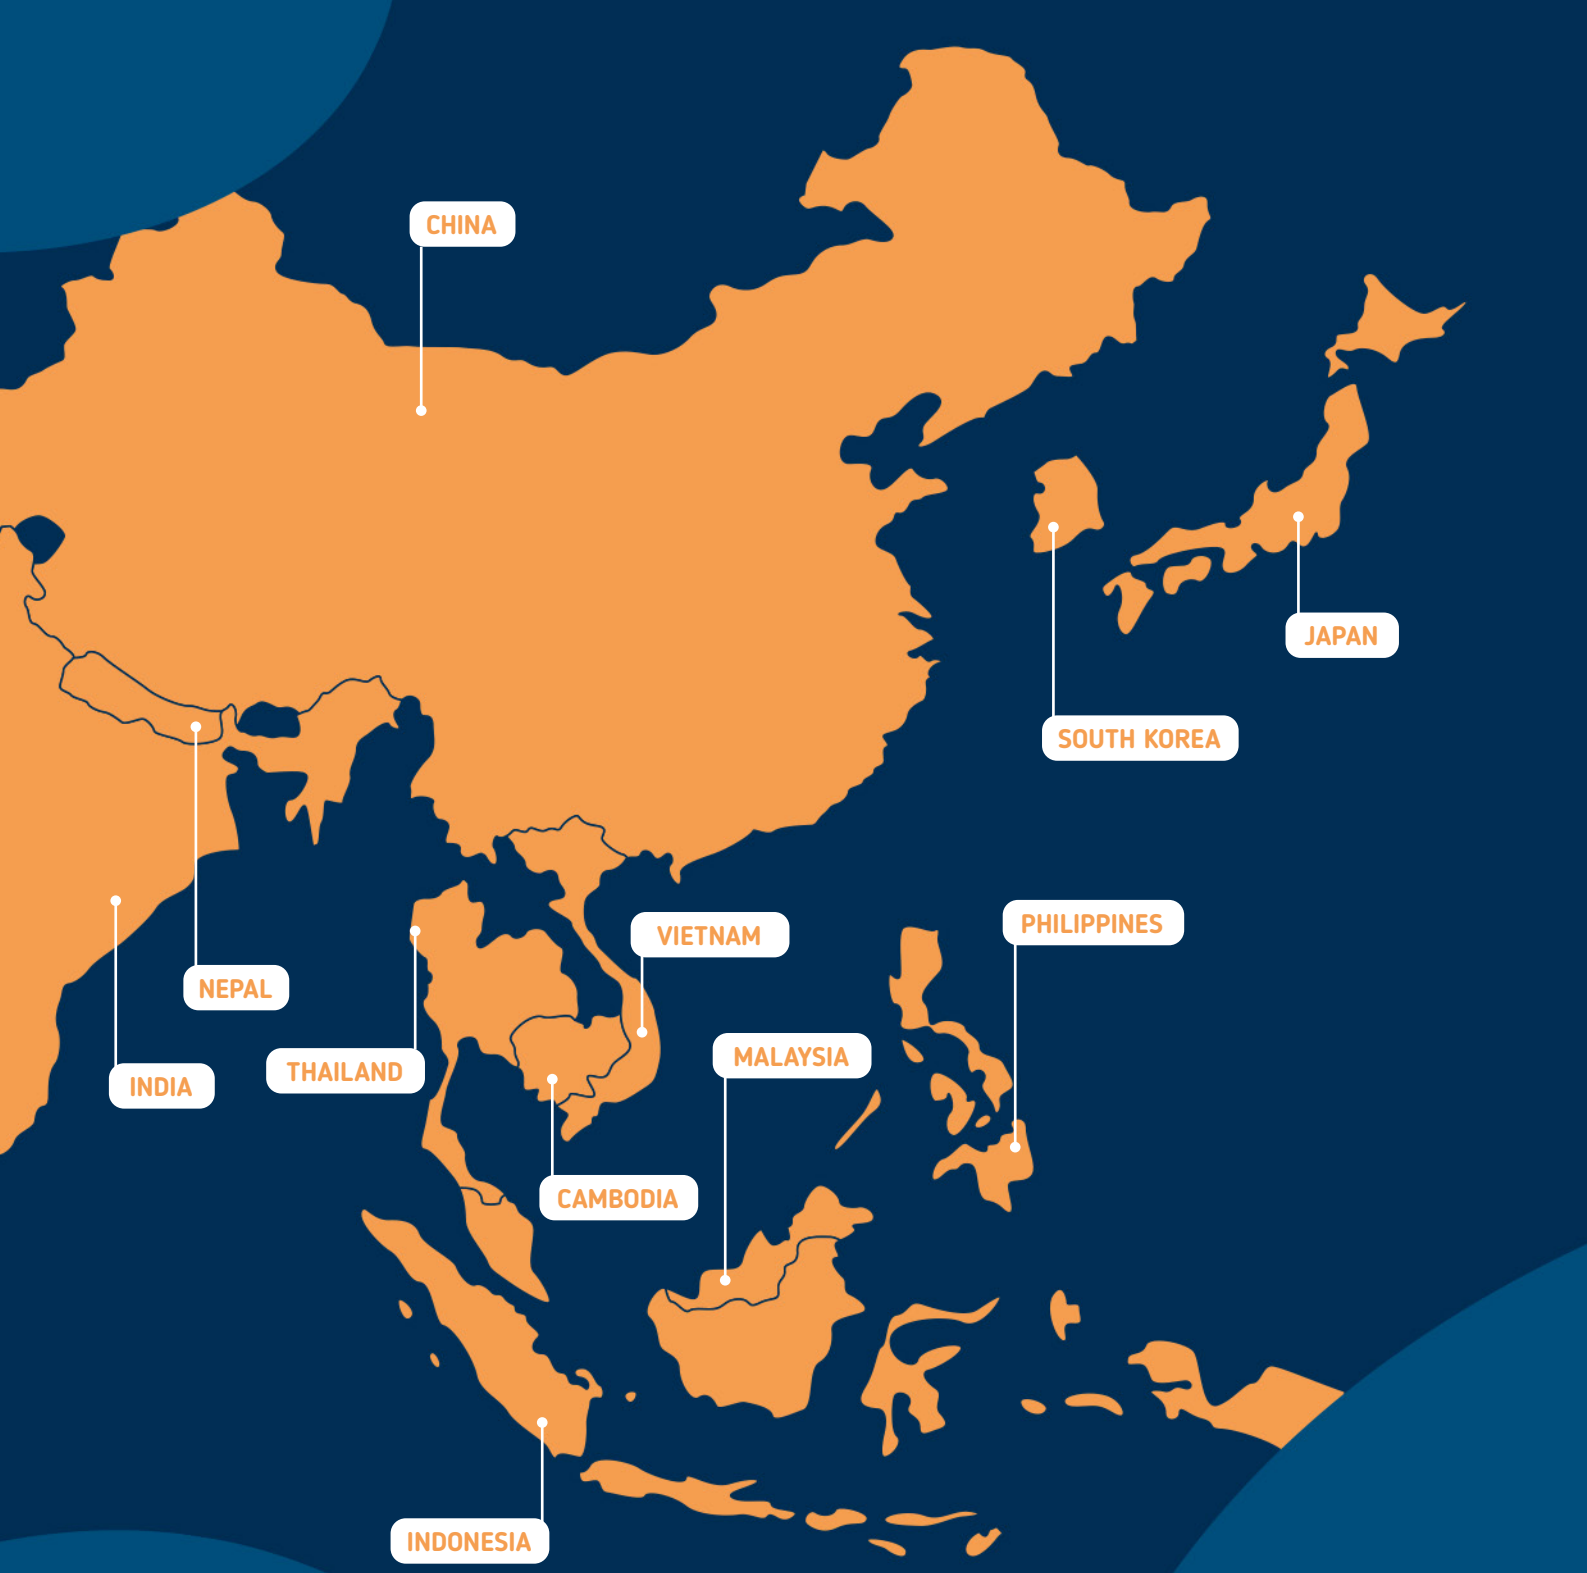 CHINA
JAPAN
SOUTH KOREA
PHILIPPINES
VIETNAM
NEPAL
MALAYSIA
THAILAND
INDIA
CAMBODIA
INDONESIA